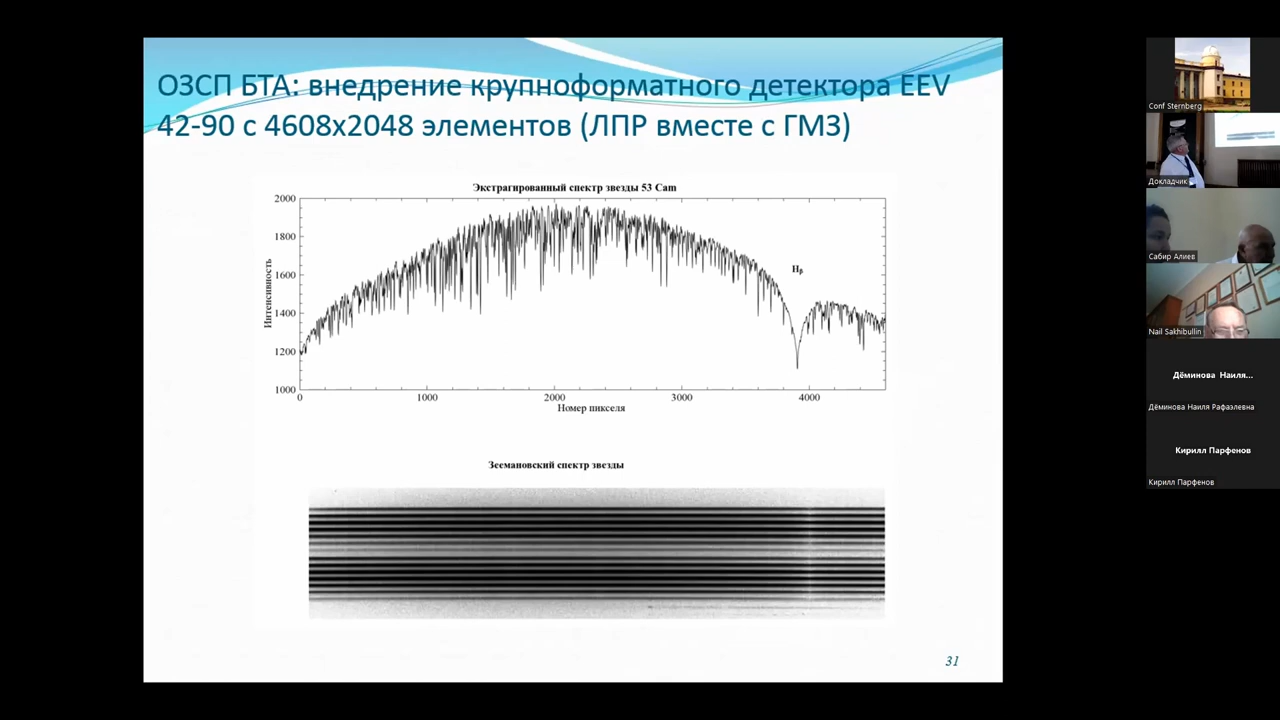 ОЗСП БТА: внедрение крупноформатного детектора EEV
42-90 с 4608x2048 элементов (ЛПР вместе с ГМЗ)
Экстрагированный спектр звезды 53 Cam
2000
1800
1600
1400
1200
1000
Интенсивность
Hβ
0
1000
2000
3000
4000
Номер пикселя
Зеемановский спектр звезды
31
Conf Sternberg
Докладчик
Сабир Алиев
Nail Sakhibullin
Дёминова Наиля...
Дёминова Наиля Рафаэлевна
Кирилл Парфенов
Кирилл Парфенов